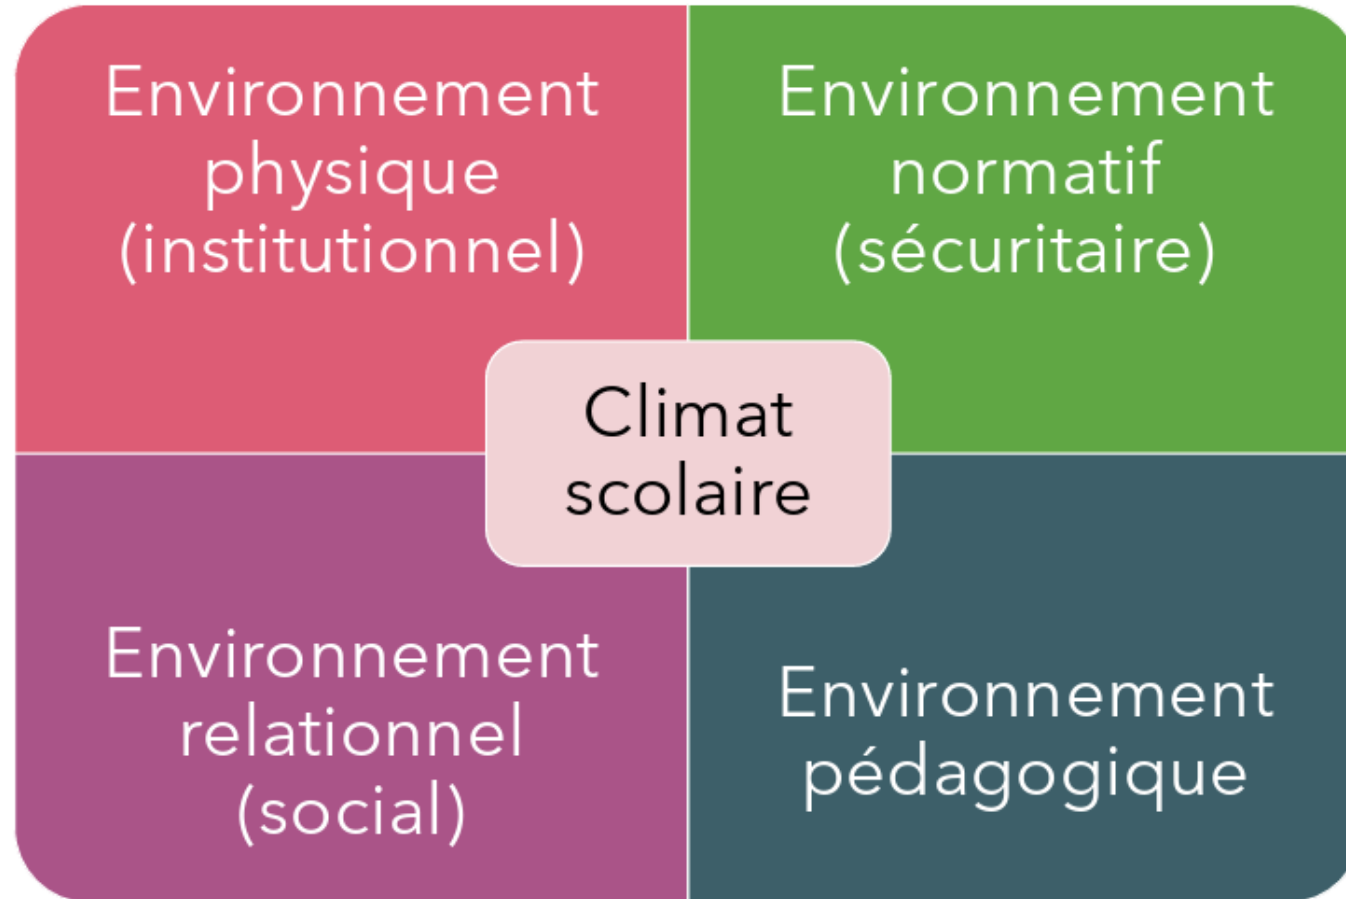 Environnement
physique
(institutionnel)
Environnement
normatif
(sécuritaire)
Climat
scolaire
Environnement
relationnel
(social)
Environnement
pédagogique